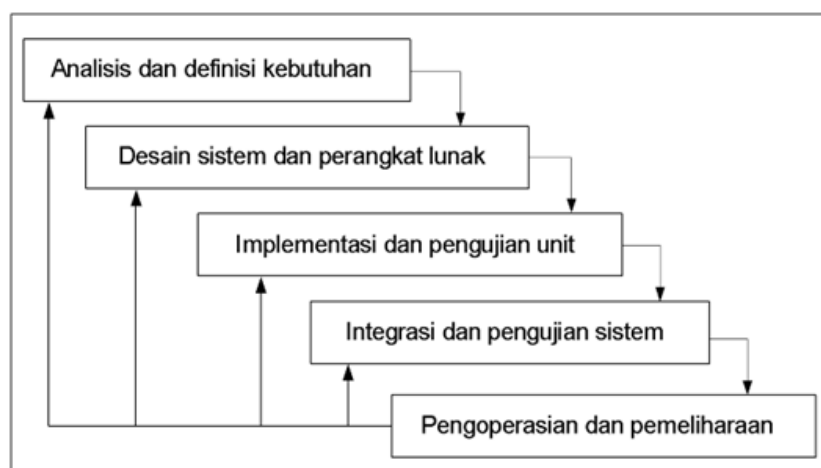 Analisis dan definisi kebutuhan
Desain sistem dan perangkat lunak
Implementasi dan pengujian unit
Integrasi dan pengujian sistem
Pengoperasian dan pemeliharaan